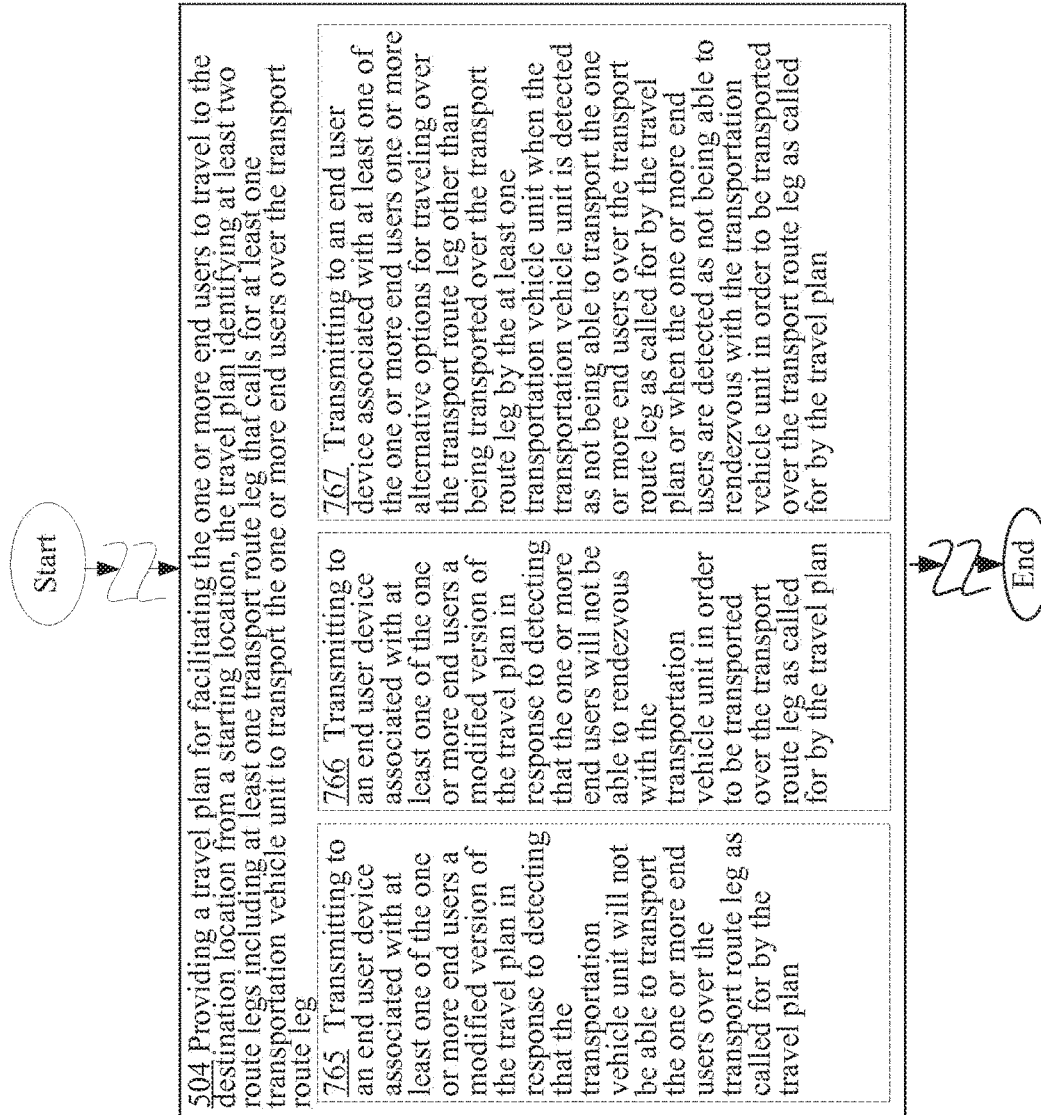 Start
504 Providing a travel plan for facilitating the one or more end users to travel to the
destination location from a starting location, the travel plan identifying at least two
route legs including at least one transport route leg that calls for at least one
transportation vehicle unit to transport the one or more end users over the transport
route leg
765 Transmitting to
an end user device
associated with at
least one of the one
or more end users a
modified version of
the travel plan in
response to detecting
that the
transportation
vehicle unit will not
be able to transport
the one or more end
users over the
transport route leg as
called for by the
travel plan
766 Transmitting to
an end user device
associated with at
least one of the one
or more end users a
modified version of
the travel plan in
response to detecting
that the one or more
end users will not be
able to rendezvous
with the
transportation
vehicle unit in order
to be transported
over the transport
route leg as called
for by the travel plan
767 Transmitting to an end user
device associated with at least one of
the one or more end users one or more
alternative options for traveling over
the transport route leg other than
being transported over the transport
route leg by the at least one
transportation vehicle unit when the
transportation vehicle unit is detected
as not being able to transport the one
or more end users over the transport
route leg as called for by the travel
plan or when the one or more end
users are detected as not being able to
rendezvous with the transportation
vehicle unit in order to be transported
over the transport route leg as called
for by the travel plan
End